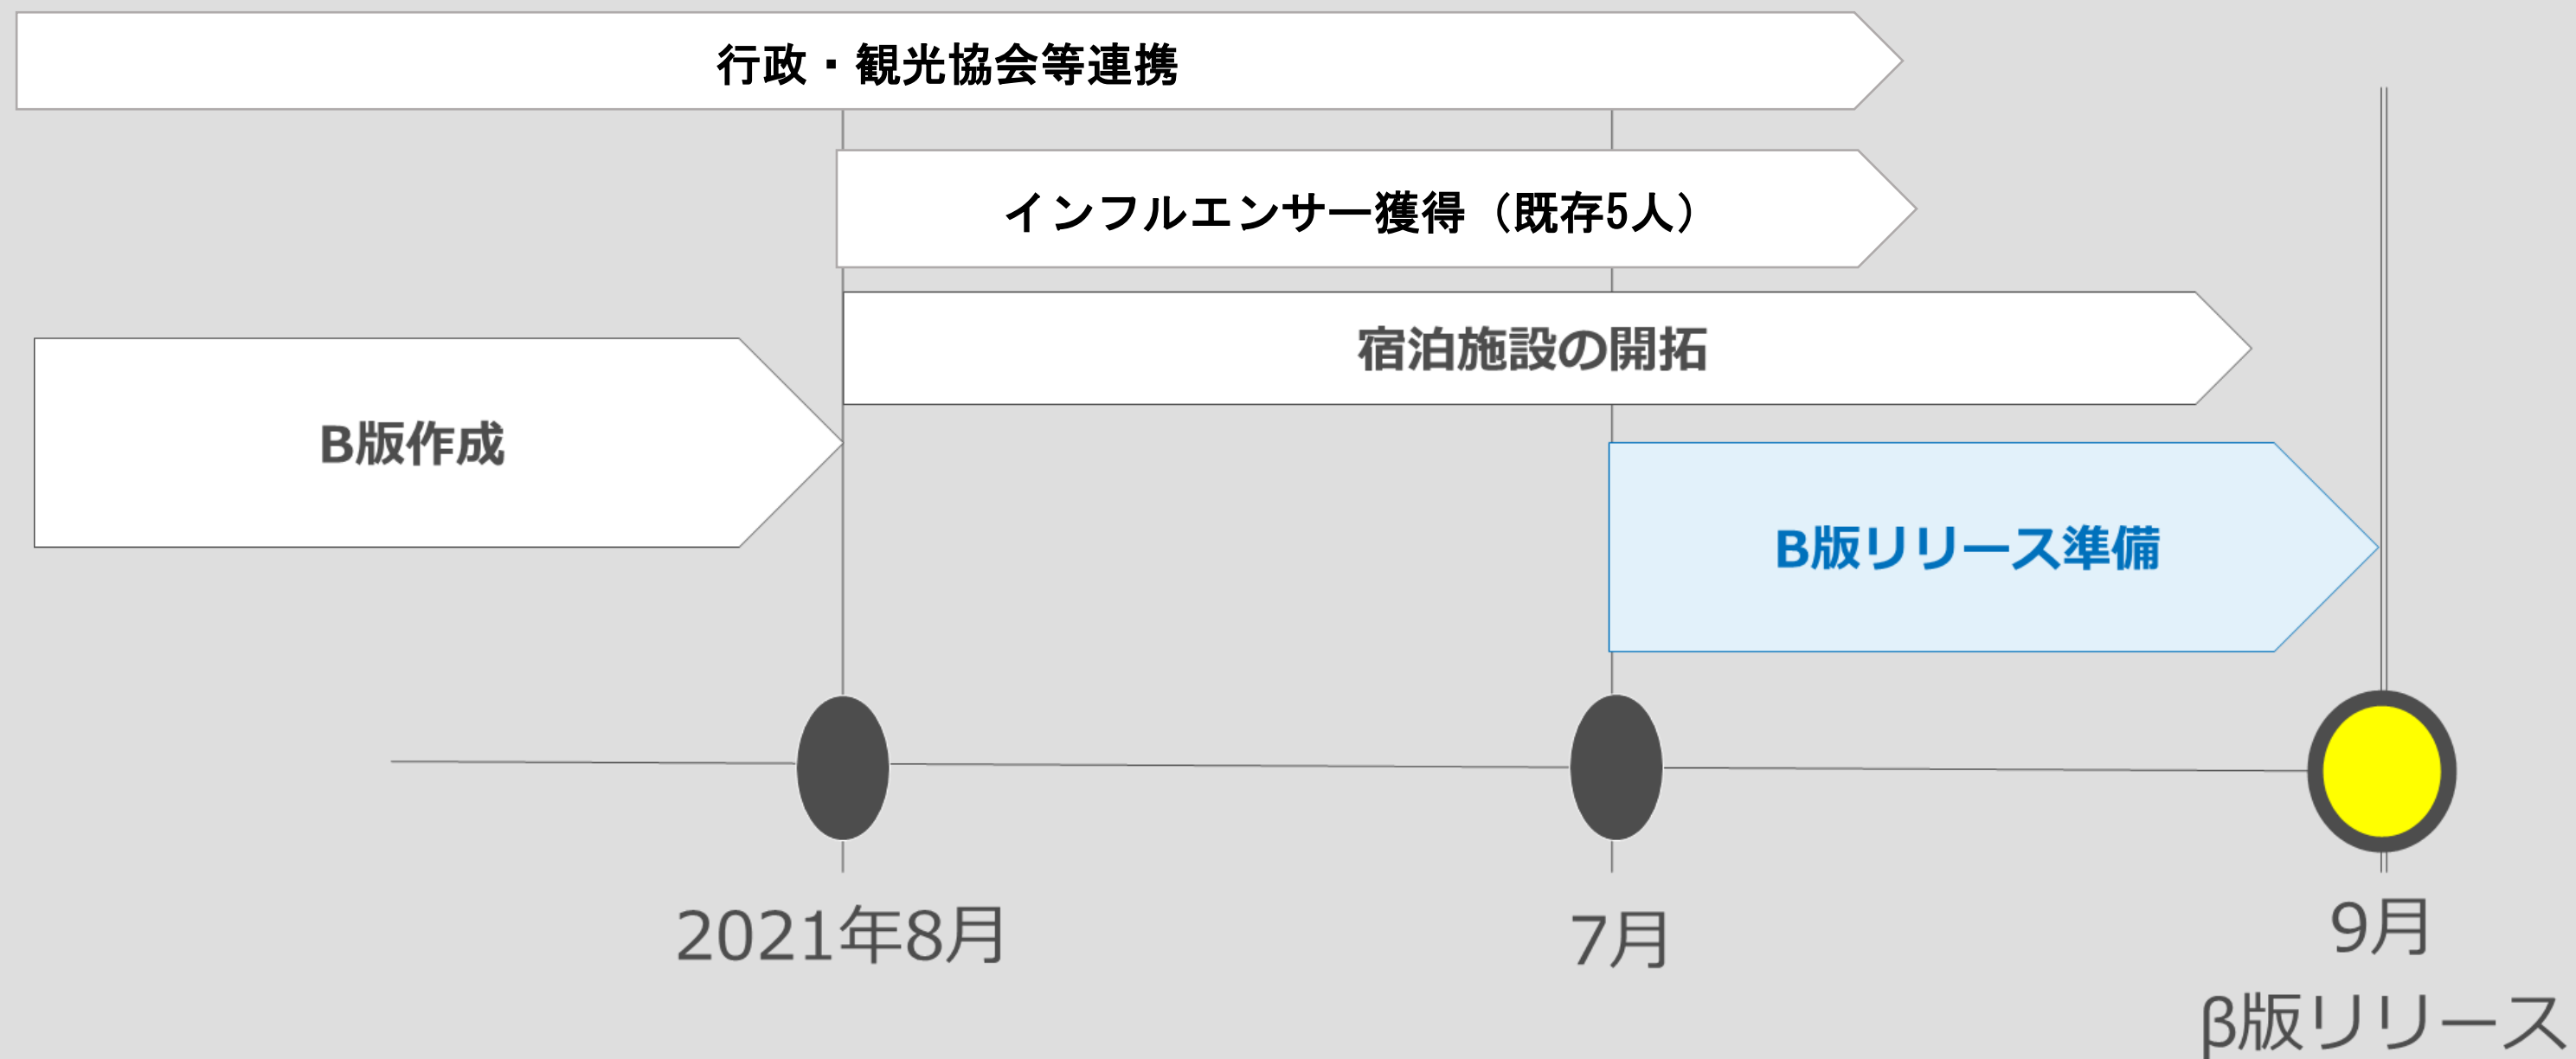 行政・観光協会等連携
インフルエンサー獲得（既存5人）
宿泊施設の開拓
B版作成
B版リリース準備
2021年8月
7月
9月
β版リリース